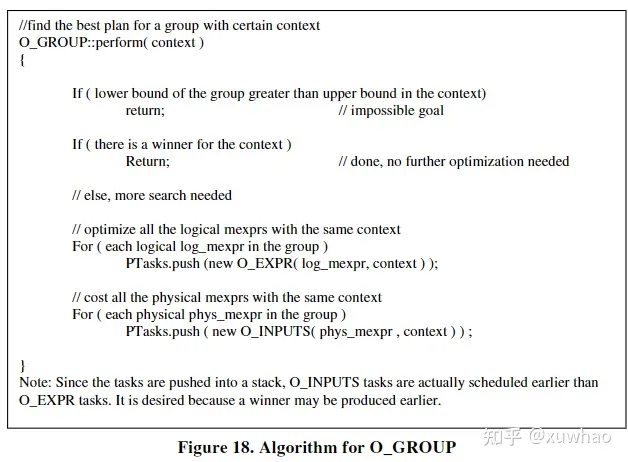 //find the best plan for a group with certain context
O_GROUP::perform( context )
{
If ( lower bound of the group greater than upper bound in the context)
return; // impossible goal
If ( there is a winner for the context )
Return; // done, no further optimization needed
// else, more search needed
// optimize all the logical mexprs with the same context
For ( each logical log_mexpr in the group )
PTasks.push (new O_EXPR( log_mexpr, context ) );
// cost all the physical mexprs with the same context
For ( each physical phys_mexpr in the group )
PTasks.push ( new O_INPUTS( phys_mexpr , context ) ) ;
}
Note: Since the tasks are pushed into a stack, O_INPUTS tasks are actually scheduled earlier than
O_EXPR tasks. It is desired because a winner may be produced earlier.
知乎 @xuwhao
Figure 18. Algorithm for O_GROUP